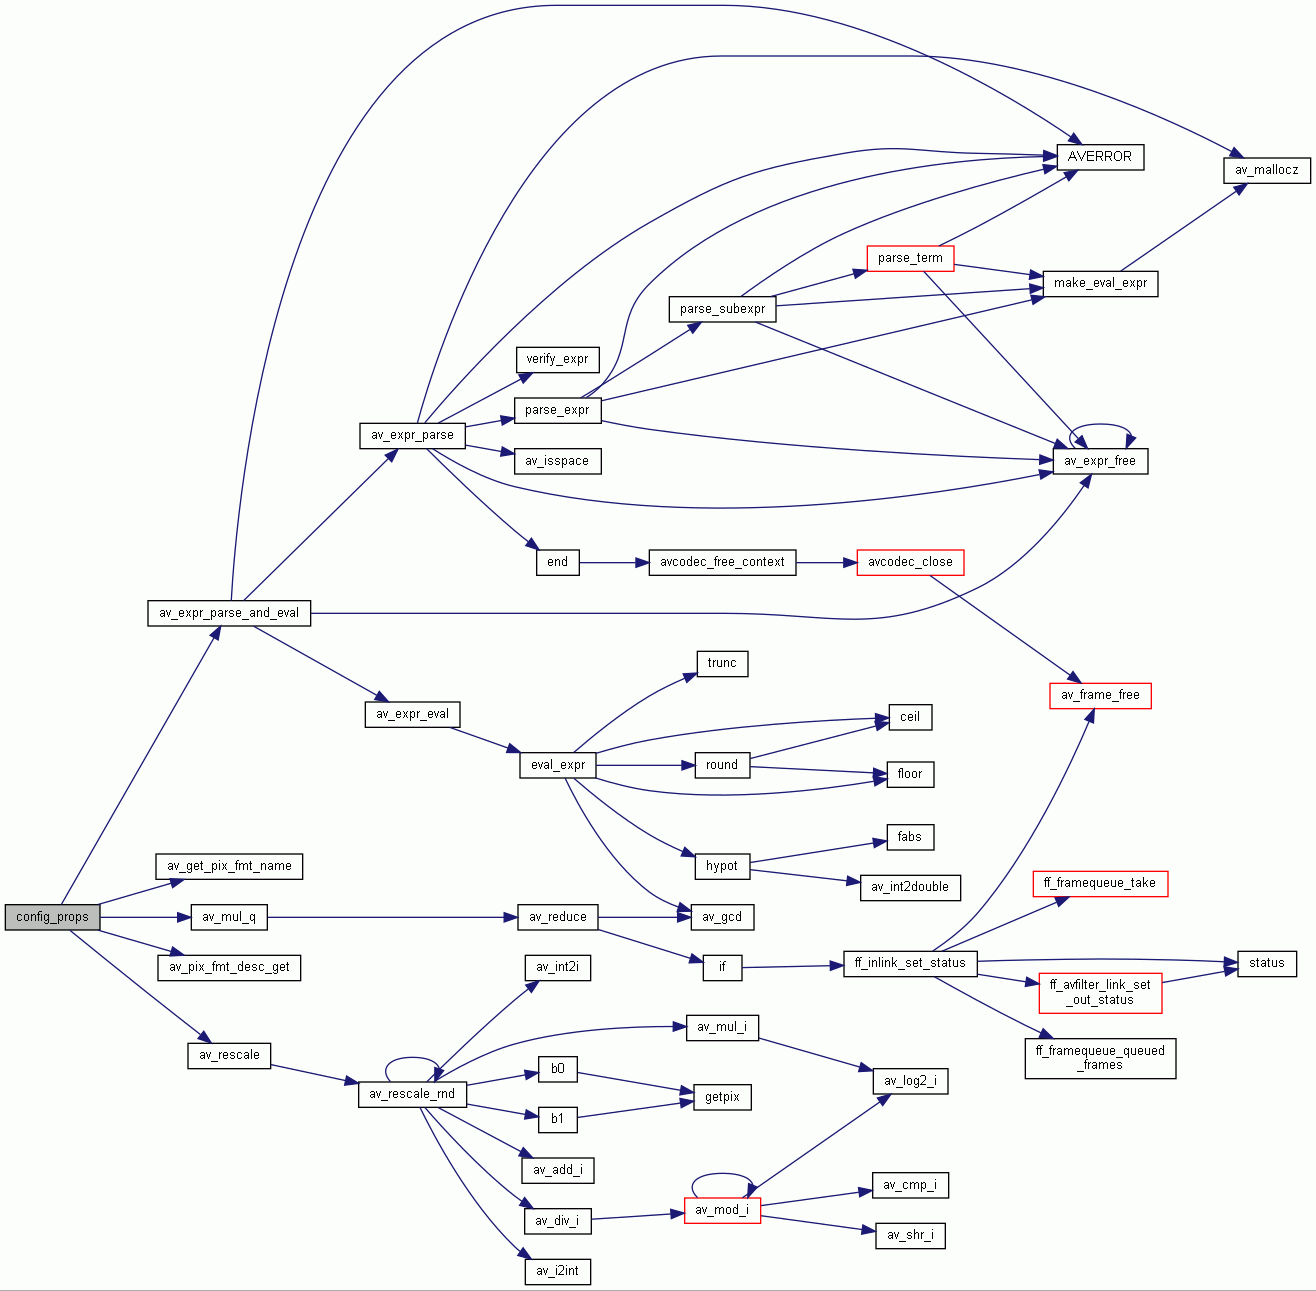 AVERROR
av_mallocz
parse_term
make_eval_expr
parse_subexpr
verify_expr
parse_expr
av_expr_parse
av_isspace
av_expr_free
end
avcodec_free_context
avcodec_close
av_expr_parse_and_eval
trunc
av_frame_free
av_expr_eval
ceil
eval_expr
round
floor
fabs
av_get_pix_fmt_name
hypot
av_int2double
ff_framequeue_take
config_props
av_mul_q
av_reduce
av_gcd
av_pix_fmt_desc_get
av_int2i
if
ff_inlink_set_status
status
ff_avfilter_link_set
_out_status
av_mul_i
av_rescale
ff_framequeue_queued
_frames
b0
av_log2_i
av_rescale_rnd
getpix
b1
av_add_i
av_cmp_i
av_mod_i
av_div_i
av_shr_i
av_i2int